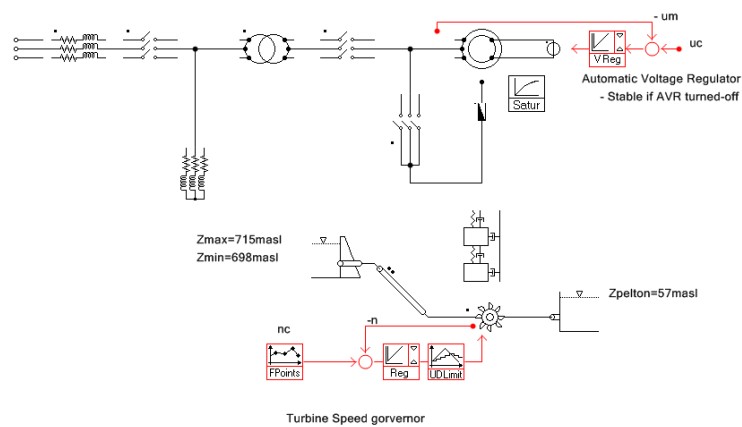 - um
uc
V Reg
Automatic Voltage Regulator
- Stable if AVR turned-off
Satur
Zmax=715masl
Zmin=698masl
Zpelton=57masl
nc
-n
FPoints
Reg
UDLimit
Turbine Speed gorvernor